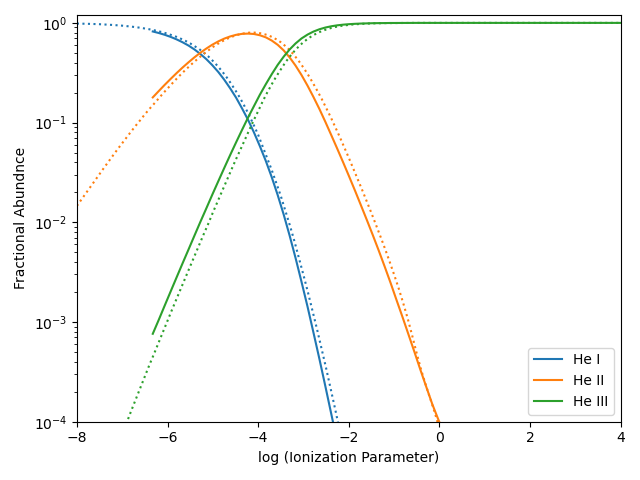 10⁰
10⁻¹
10⁻²
10⁻³
10⁻⁴
Fractional Abundnce
He I
He II
He III
−8 −6 −4 −2 0 2 4
log (Ionization Parameter)